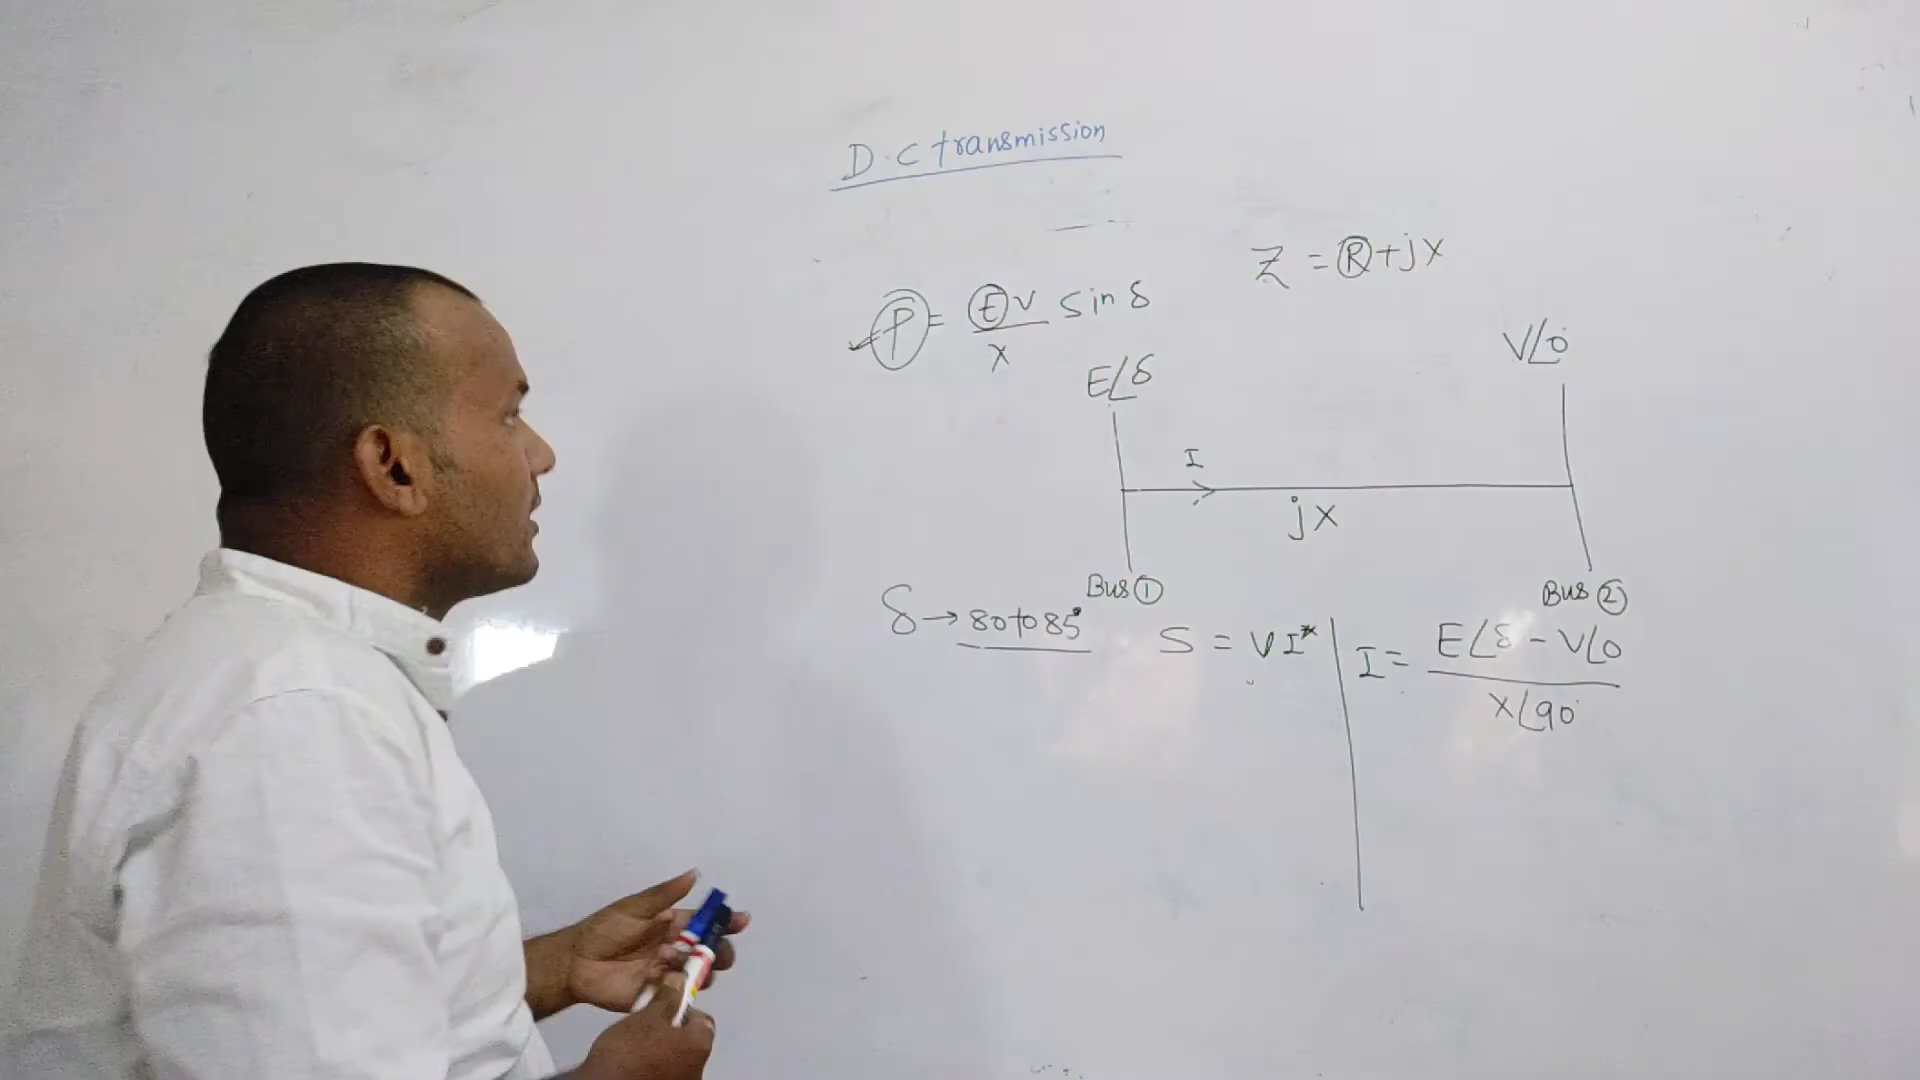 D.C transmission
Z = R+jX
P = EV/X sin δ
E∠δ
V∠0°
I
jX
Bus ①
Bus ②
δ → 80 to 85°
S = VI*
I = E∠δ - V∠0 / X∠90°